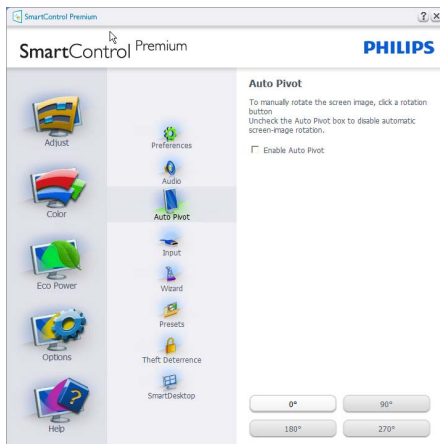 SmartControl Premium
SmartControl Premium
PHILIPS
Adjust
Color
Eco Power
Options
Help
Preferences
Audio
Auto Pivot
Input
Wizard
Presets
Theft Deterrence
SmartDesktop
Auto Pivot
To manually rotate the screen image, click a rotation
button
Uncheck the Auto Pivot box to disable automatic
screen-image rotation.
Enable Auto Pivot
0°
90°
180°
270°